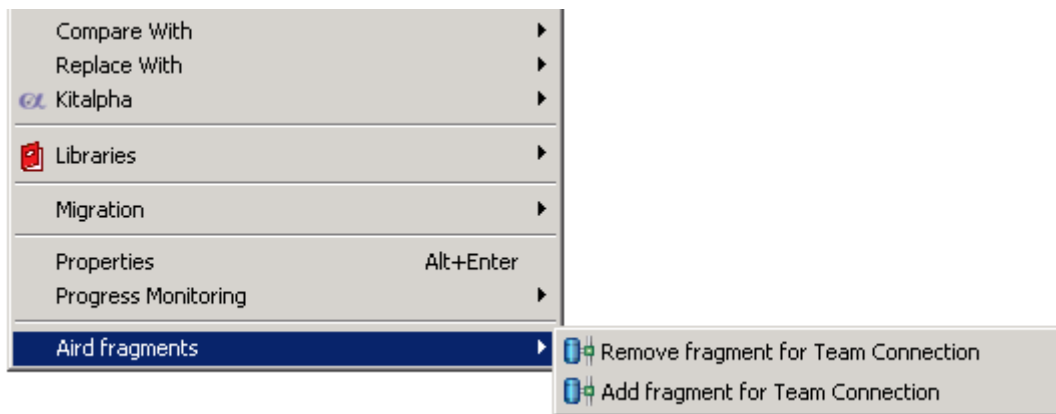 Compare With
Replace With
Kitalpha
Libraries
Migration
Properties Alt+Enter
Progress Monitoring
Aird fragments
Remove fragment for Team Connection
Add fragment for Team Connection